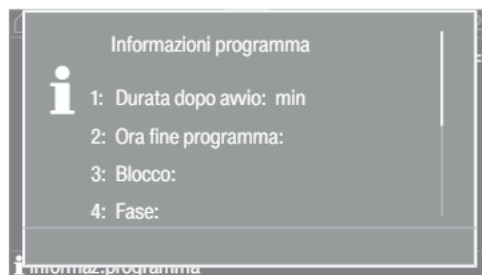 Informazioni programma
1: Durata dopo avvio: min
2: Ora fine programma:
3: Blocco:
4: Fase:
Informaz.programma